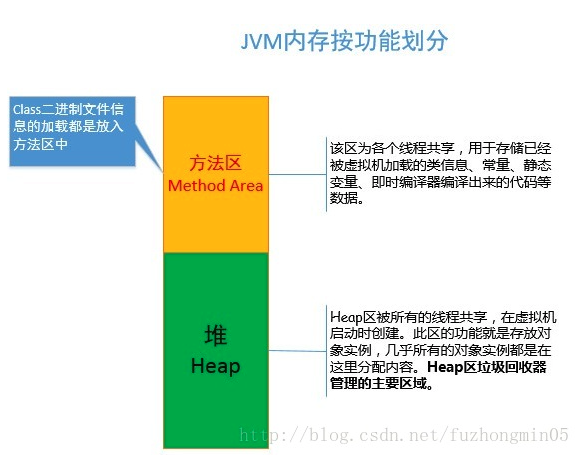 JVM内存按功能划分
Class二进制文件信
息的加载都是放入
方法区中
方法区
Method Area
该区为各个线程共享，用于存储已经
被虚拟机加载的类信息、常量、静态
变量、即时编译器编译出来的代码等
数据。
堆
Heap
Heap区被所有的线程共享，在虚拟机
启动时创建。此区的功能就是存放对
象实例，几乎所有的对象实例都是在
这里分配内容。Heap区垃圾回收器
管理的主要区域。
http://blog.csdn.net/fuzhongmin05